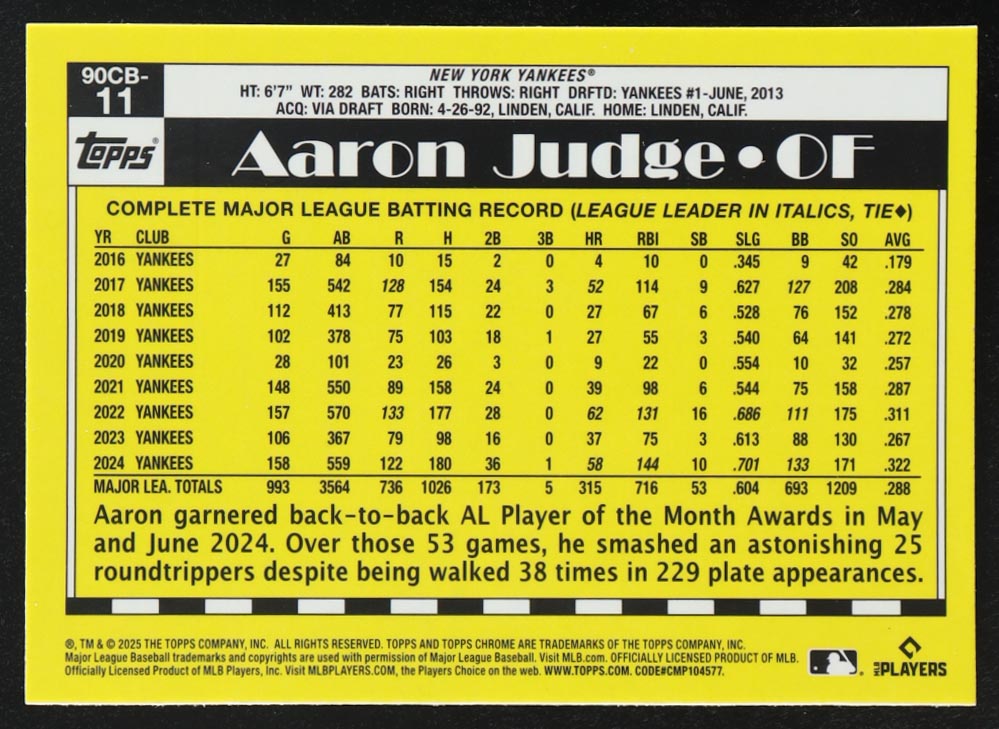 90CB-
11
NEW YORK YANKEES®
HT: 6'7" WT: 282 BATS: RIGHT THROWS: RIGHT DRFTD: YANKEES #1-JUNE, 2013
ACQ: VIA DRAFT BORN: 4-26-92, LINDEN, CALIF. HOME: LINDEN, CALIF.
TOPPS®
Aaron Judge • OF
COMPLETE MAJOR LEAGUE BATTING RECORD (LEAGUE LEADER IN ITALICS, TIE◆)
YR CLUB G AB R H 2B 3B HR RBI SB SLG BB SO AVG
2016 YANKEES 27 84 10 15 2 0 4 10 0 .345 9 42 .179
2017 YANKEES 155 542 128 154 24 3 52 114 9 .627 127 208 .284
2018 YANKEES 112 413 77 115 22 0 27 67 6 .528 76 152 .278
2019 YANKEES 102 378 75 103 18 1 27 55 3 .540 64 141 .272
2020 YANKEES 28 101 23 26 3 0 9 22 0 .554 10 32 .257
2021 YANKEES 148 550 89 158 24 0 39 98 6 .544 75 158 .287
2022 YANKEES 157 570 133 177 28 0 62 131 16 .686 111 175 .311
2023 YANKEES 106 367 79 98 16 0 37 75 3 .613 88 130 .267
2024 YANKEES 158 559 122 180 36 1 58 144 10 .701 133 171 .322
MAJOR LEA. TOTALS 993 3564 736 1026 173 5 315 716 53 .604 693 1209 .288
Aaron garnered back-to-back AL Player of the Month Awards in May
and June 2024. Over those 53 games, he smashed an astonishing 25
roundtrippers despite being walked 38 times in 229 plate appearances.
®, TM & © 2025 THE TOPPS COMPANY, INC. ALL RIGHTS RESERVED. TOPPS AND TOPPS CHROME ARE TRADEMARKS OF THE TOPPS COMPANY, INC.
Major League Baseball trademarks and copyrights are used with permission of Major League Baseball. Visit MLB.com. OFFICIALLY LICENSED PRODUCT OF MLB.
Officially Licensed Product of MLB Players, Inc. Visit MLBPLAYERS.COM, the Players Choice on the web. WWW.TOPPS.COM. CODE#CMP104577.
MLB PLAYERS